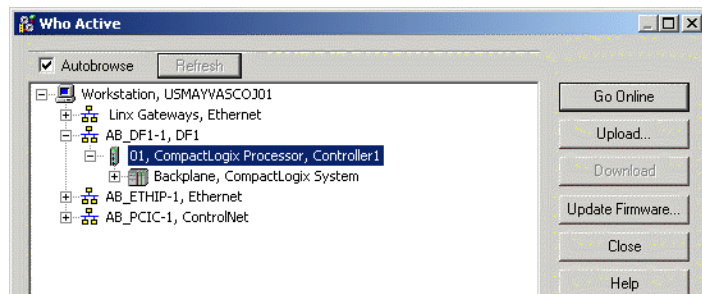 Who Active
Autobrowse
Refresh
Workstation, USMAYVASCOJ01
Linx Gateways, Ethernet
AB_DF1-1, DF1
01, CompactLogix Processor, Controller1
Backplane, CompactLogix System
AB_ETHIP-1, Ethernet
AB_PCIC-1, ControlNet
Go Online
Upload...
Download
Update Firmware...
Close
Help